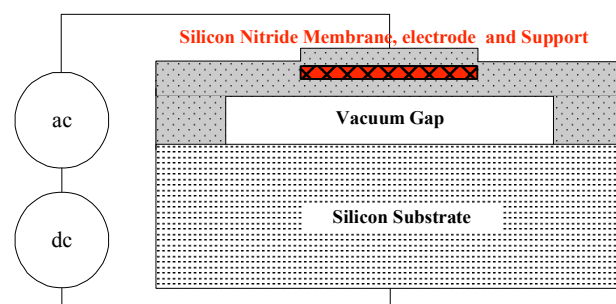 Silicon Nitride Membrane, electrode and Support
ac
Vacuum Gap
Silicon Substrate
dc